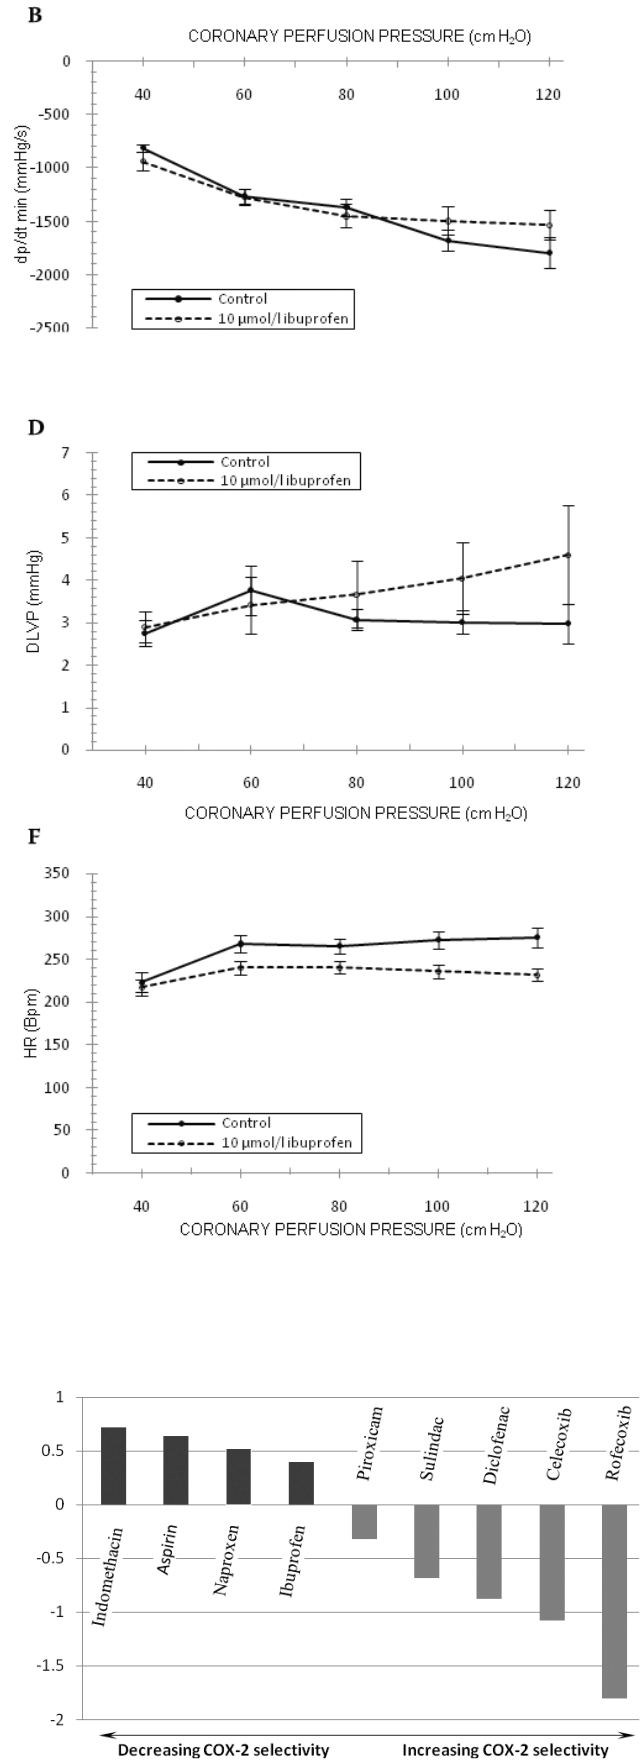 B
CORONARY PERFUSION PRESSURE (cm H₂O)
0
40 60 80 100 120
-500
-1000
-1500
-2000
-2500
dp/dt min (mmHg/s)
Control
10 µmol/l ibuprofen
D
7
6
5
4
3
2
1
0
DLVP (mmHg)
Control
10 µmol/l ibuprofen
40 60 80 100 120
CORONARY PERFUSION PRESSURE (cm H₂O)
F
350
300
250
200
150
100
50
0
HR (Bpm)
Control
10 µmol/l ibuprofen
40 60 80 100 120
CORONARY PERFUSION PRESSURE (cm H₂O)
1
0.5
0
-0.5
-1
-1.5
-2
Indomethacin
Aspirin
Naproxen
Ibuprofen
Piroxicam
Sulindac
Diclofenac
Celecoxib
Rofecoxib
Decreasing COX-2 selectivity
Increasing COX-2 selectivity